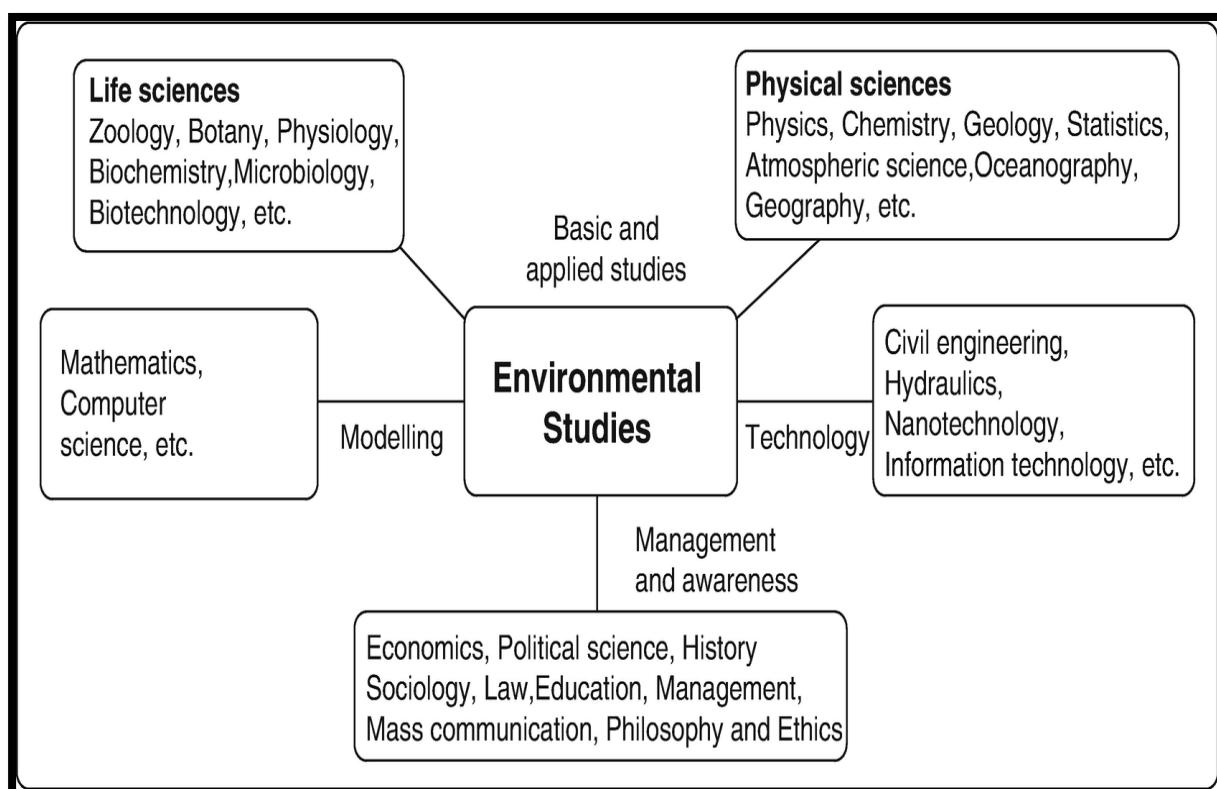 Life sciences
Zoology, Botany, Physiology,
Biochemistry,Microbiology,
Biotechnology, etc.
Physical sciences
Physics, Chemistry, Geology, Statistics,
Atmospheric science,Oceanography,
Geography, etc.
Basic and
applied studies
Mathematics,
Computer
science, etc.
Modelling
Environmental
Studies
Technology
Civil engineering,
Hydraulics,
Nanotechnology,
Information technology, etc.
Management
and awareness
Economics, Political science, History
Sociology, Law,Education, Management,
Mass communication, Philosophy and Ethics